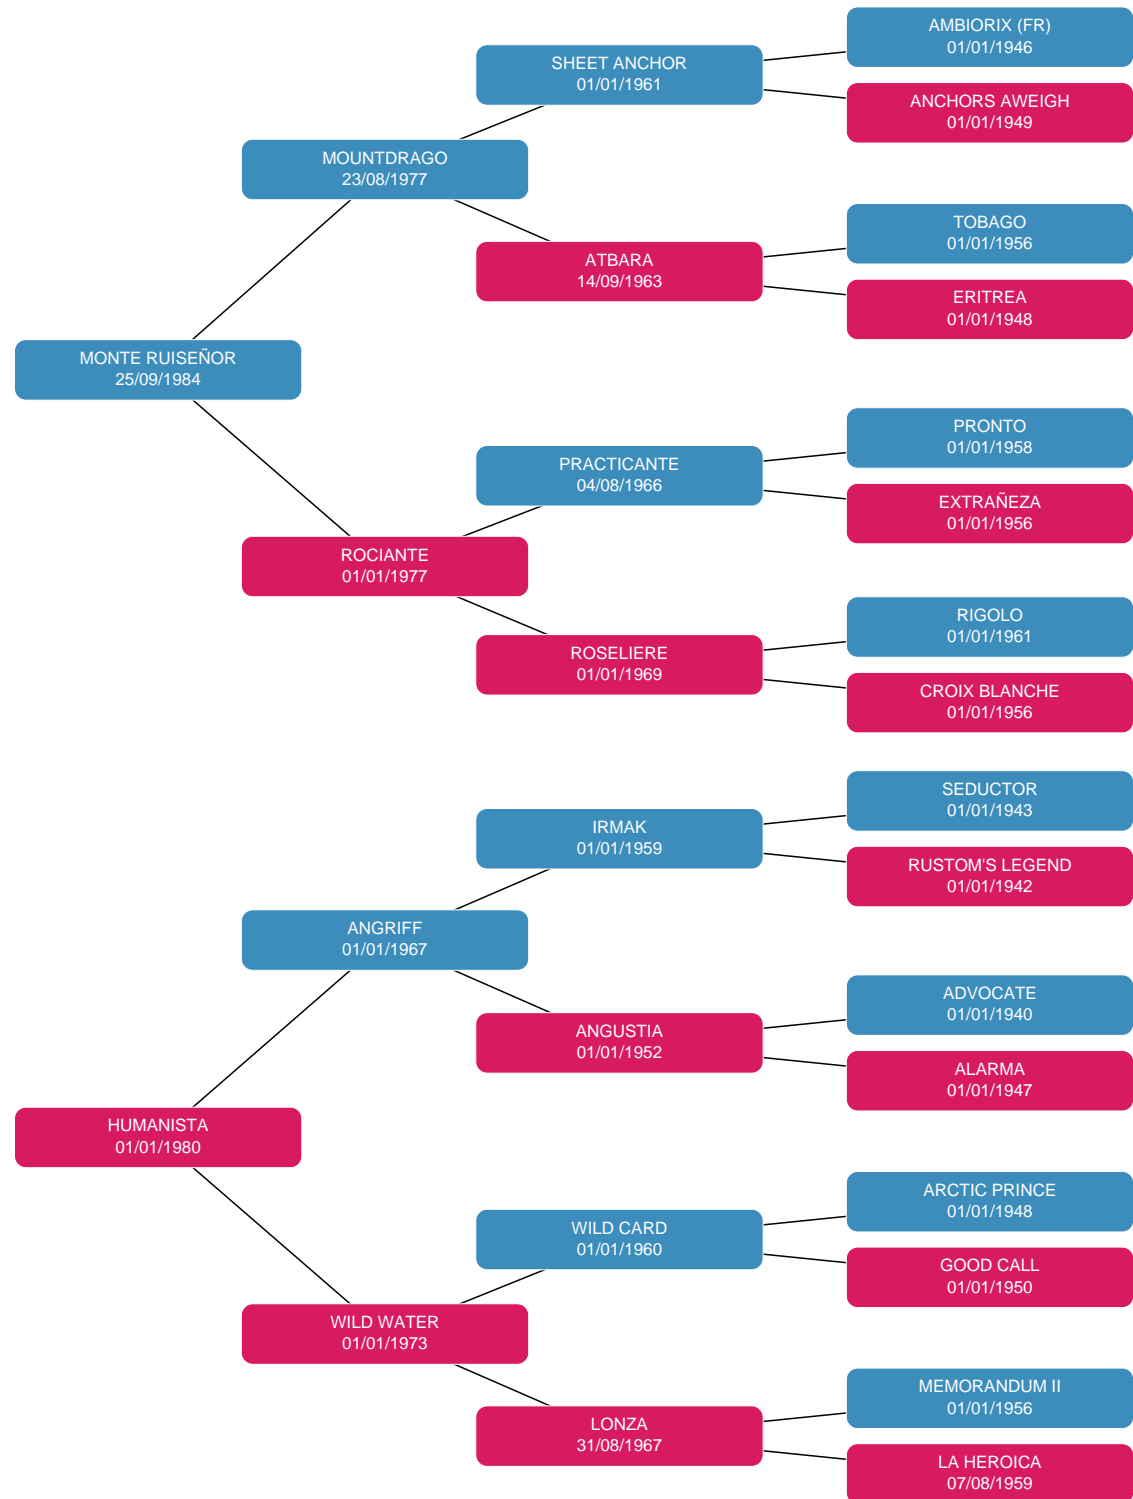 AMBIORIX (FR)
01/01/1946
SHEET ANCHOR
01/01/1961
ANCHORS AWEIGH
01/01/1949
MOUNTDRAGO
23/08/1977
TOBAGO
01/01/1956
ATBARA
14/09/1963
ERITREA
01/01/1948
MONTE RUISEÑOR
25/09/1984
PRONTO
01/01/1958
PRACTICANTE
04/08/1966
EXTRAÑEZA
01/01/1956
ROCIANTE
01/01/1977
RIGOLO
01/01/1961
ROSELIERE
01/01/1969
CROIX BLANCHE
01/01/1956
SEDUCTOR
01/01/1943
IRMAK
01/01/1959
RUSTOM'S LEGEND
01/01/1942
ANGRIFF
01/01/1967
ADVOCATE
01/01/1940
ANGUSTIA
01/01/1952
ALARMA
01/01/1947
HUMANISTA
01/01/1980
ARCTIC PRINCE
01/01/1948
WILD CARD
01/01/1960
GOOD CALL
01/01/1950
WILD WATER
01/01/1973
MEMORANDUM II
01/01/1956
LONZA
31/08/1967
LA HEROICA
07/08/1959